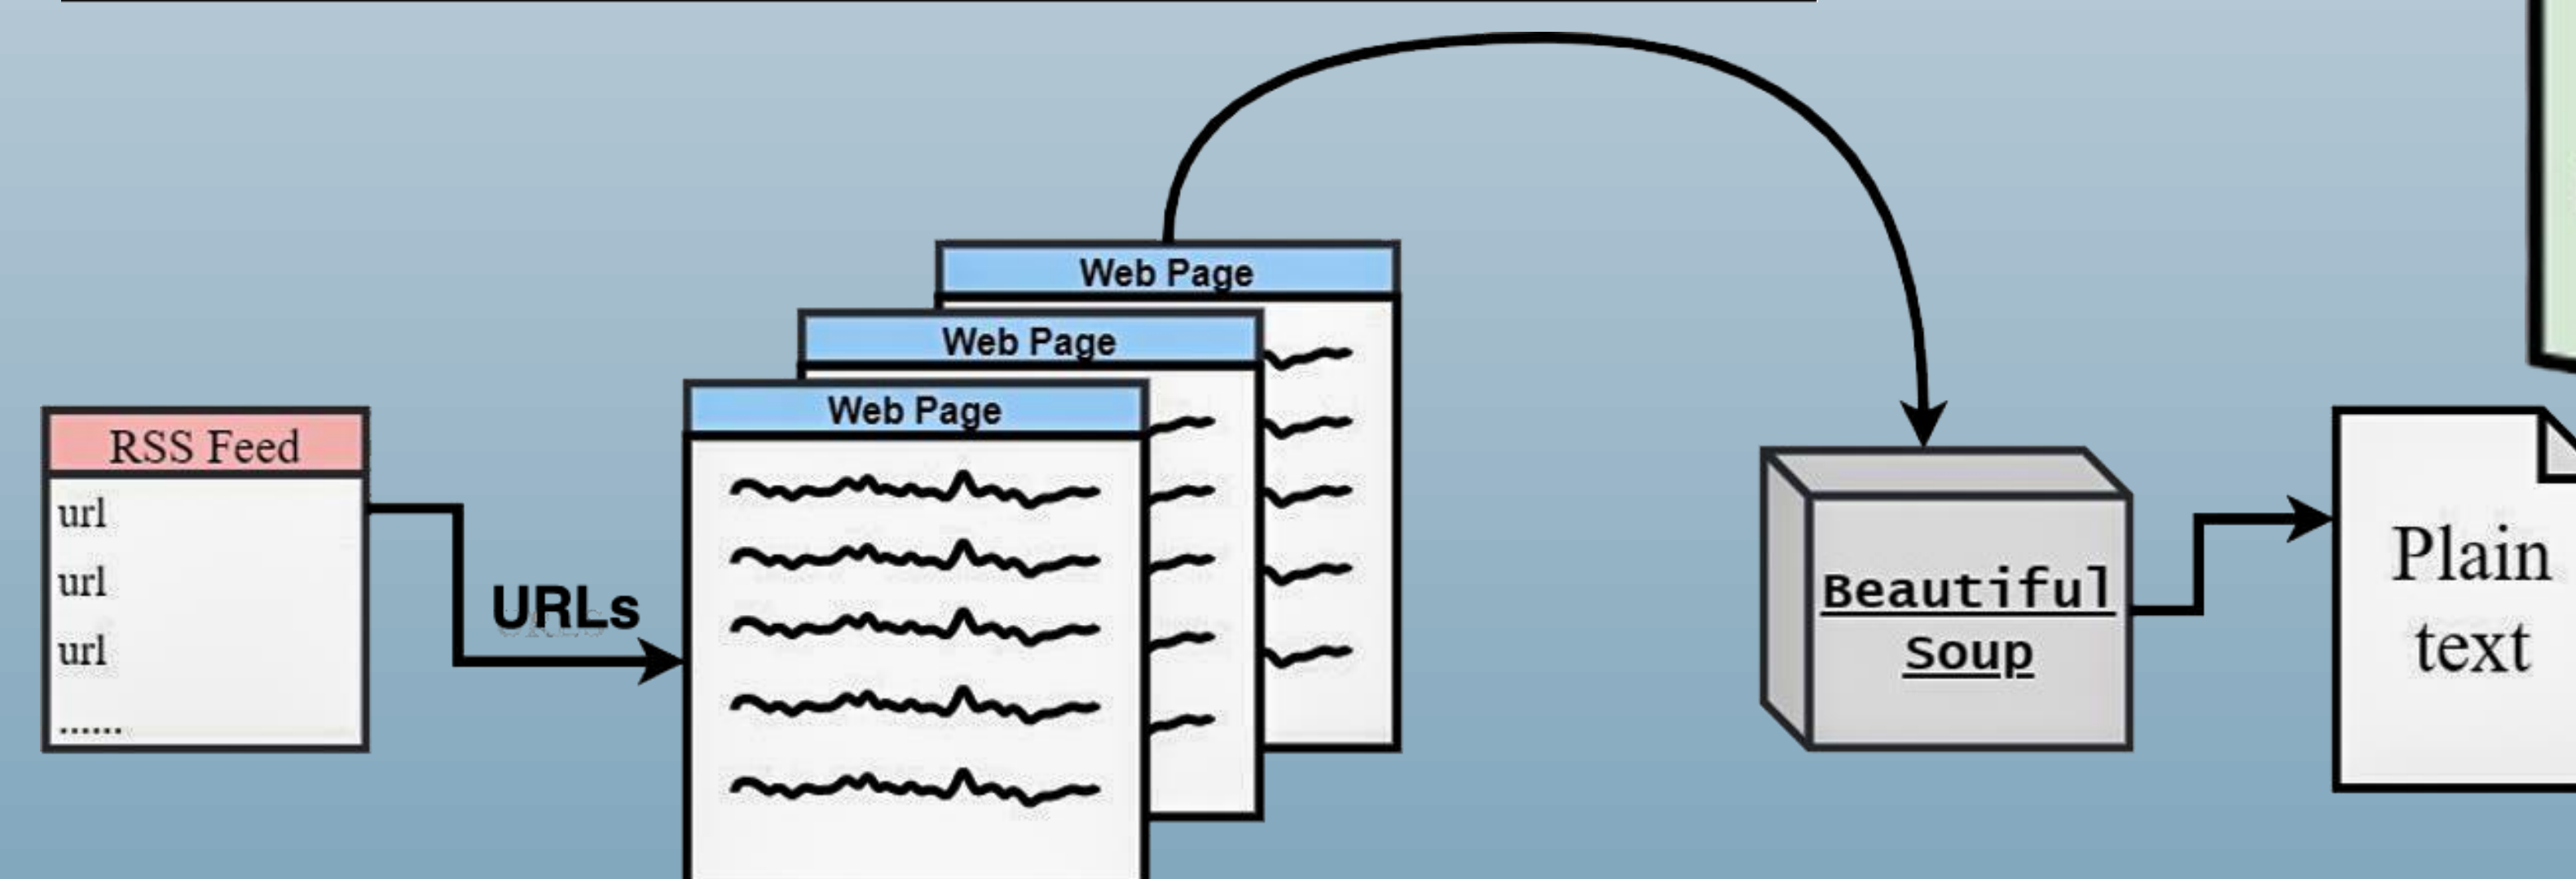 RSS Feed
url
url
url
......
URLs
Web Page
Web Page
Web Page
Beautiful
Soup
Plain
text